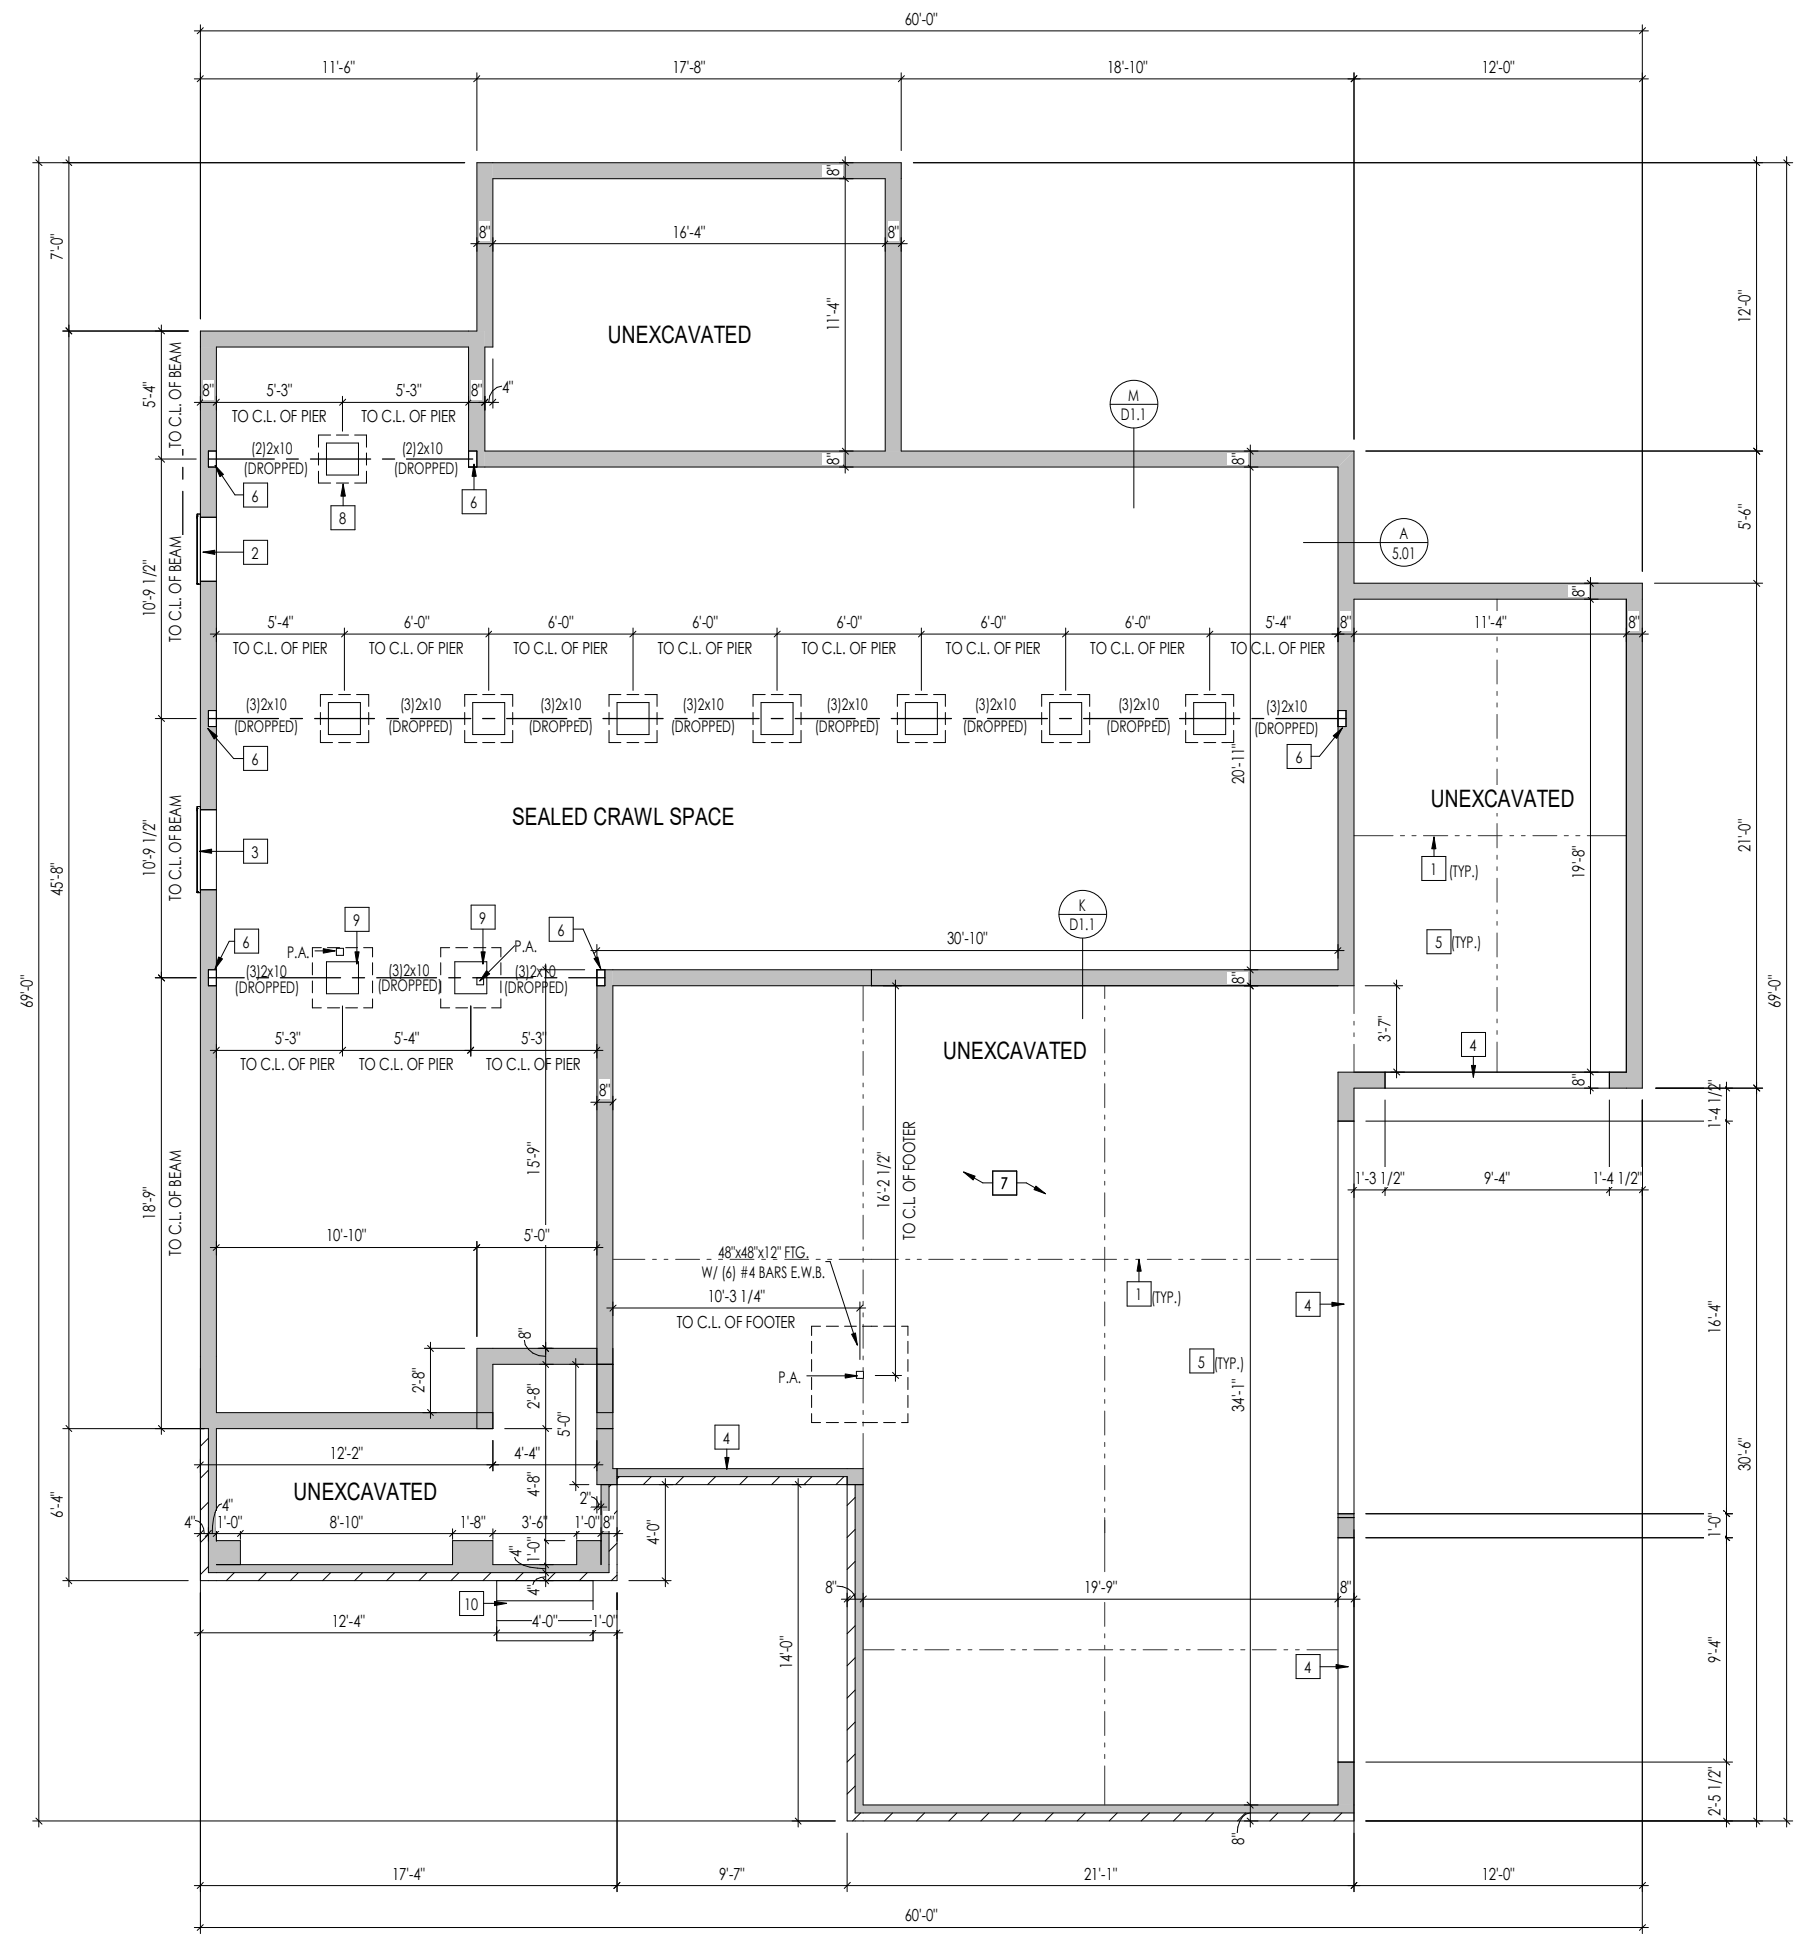 60'-0"
11'-6"
17'-8"
18'-10"
12'-0"
8"
7'-0"
8"
16'-4"
8"
12'-0"
11'-4"
UNEXCAVATED
5'-4"
TO C.L. OF BEAM
8"
5'-3"
5'-3"
8"
4"
TO C.L. OF PIER
TO C.L. OF PIER
M
D1.1
(2)2x10
(DROPPED)
(2)2x10
(DROPPED)
8"
8"
6
8
6
5'-6"
2
A
5.01
10'-9 1/2"
TO C.L. OF BEAM
8"
5'-4"
6'-0"
6'-0"
6'-0"
6'-0"
6'-0"
6'-0"
5'-4"
8"
11'-4"
8"
TO C.L. OF PIER
TO C.L. OF PIER
TO C.L. OF PIER
TO C.L. OF PIER
TO C.L. OF PIER
TO C.L. OF PIER
TO C.L. OF PIER
TO C.L. OF PIER
(3)2x10
(DROPPED)
(3)2x10
(DROPPED)
(3)2x10
(DROPPED)
(3)2x10
(DROPPED)
(3)2x10
(DROPPED)
(3)2x10
(DROPPED)
(3)2x10
(DROPPED)
(3)2x10
(DROPPED)
6
6
20'-11"
UNEXCAVATED
SEALED CRAWL SPACE
10'-9 1/2"
TO C.L. OF BEAM
3
19'-8"
21'-0"
1
(TYP.)
45'-8"
K
D1.1
9
9
6
6
30'-10"
5
(TYP.)
P.A.
P.A.
(3)2x10
(DROPPED)
(3)2x10
(DROPPED)
(3)2x10
(DROPPED)
8"
69'-0"
69'-0"
5'-3"
5'-4"
5'-3"
TO C.L. OF PIER
TO C.L. OF PIER
TO C.L. OF PIER
UNEXCAVATED
3'-7"
4
8"
8"
1'-4 1/2"
15'-9"
16'-2 1/2"
TO C.L. OF FOOTER
7
1'-3 1/2"
9'-4"
1'-4 1/2"
18'-9"
TO C.L. OF BEAM
10'-10"
5'-0"
48"x48"x12" FTG.
W/ (6) #4 BARS E.W.B.
10'-3 1/4"
TO C.L. OF FOOTER
1
(TYP.)
4
16'-4"
8"
2'-8"
2'-8"
5'-0"
P.A.
5
(TYP.)
34'-1"
30'-6"
4
12'-2"
4'-4"
4'-8"
UNEXCAVATED
6'-4"
2"
4"
4"
1'-0"
8'-10"
1'-8"
3'-6"
1'-0"
8"
4'-0"
1'-0"
4"
1'-0"
4"
10
12'-4"
4'-0"
1'-0"
8"
19'-9"
8"
14'-0"
4
9'-4"
2'-5 1/2"
8"
17'-4"
9'-7"
21'-1"
12'-0"
60'-0"